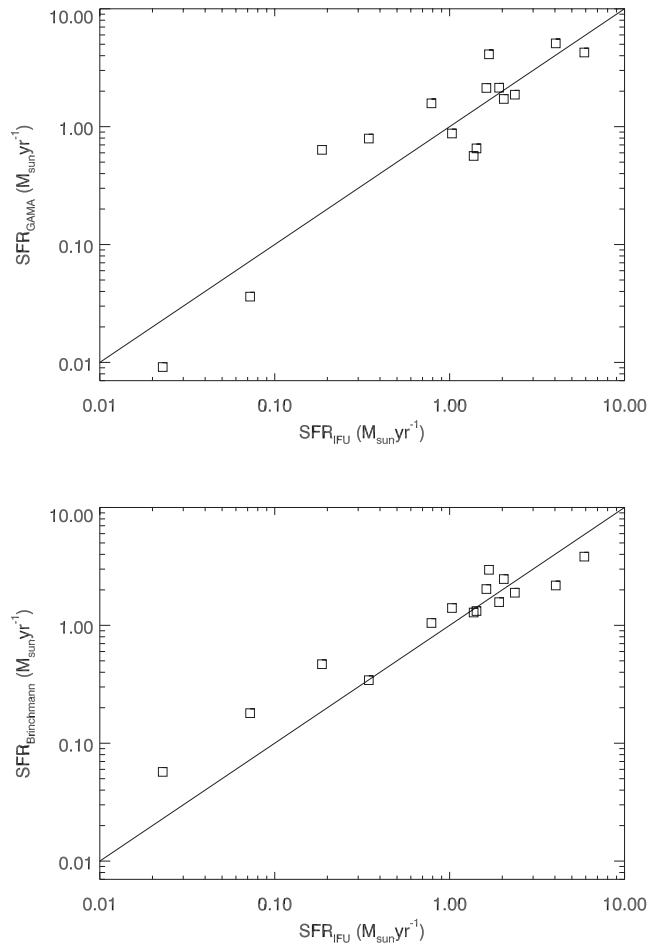 10.00
1.00
0.10
0.01
SFR_GAMA (M_sun yr^-1)
0.01 0.10 1.00 10.00
SFR_IFU (M_sun yr^-1)
10.00
1.00
0.10
0.01
SFR_Brinchmann (M_sun yr^-1)
0.01 0.10 1.00 10.00
SFR_IFU (M_sun yr^-1)